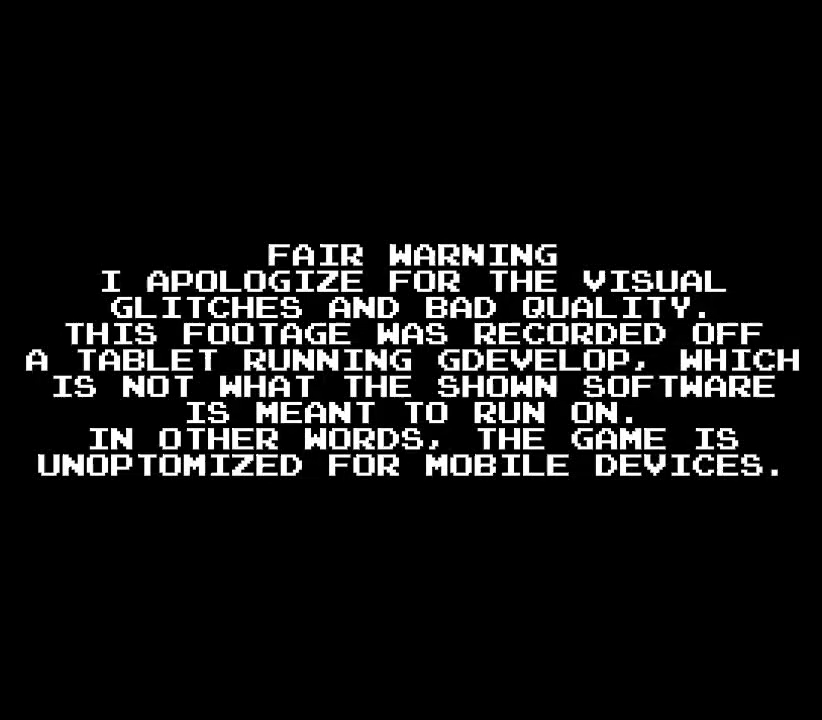 FAIR WARNING
I APOLOGIZE FOR THE VISUAL
GLITCHES AND BAD QUALITY.
THIS FOOTAGE WAS RECORDED OFF
A TABLET RUNNING GDEVELOP, WHICH
IS NOT WHAT THE SHOWN SOFTWARE
IS MEANT TO RUN ON.
IN OTHER WORDS, THE GAME IS
UNOPTOMIZED FOR MOBILE DEVICES.